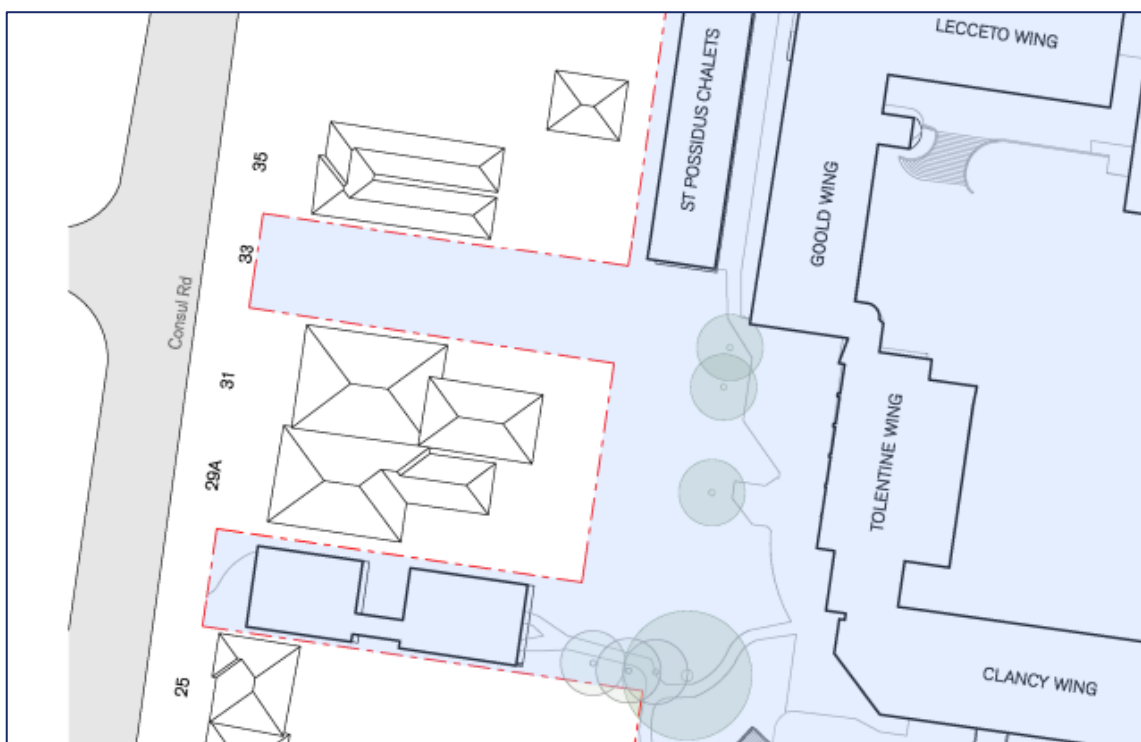 LECCETO WING
ST POSSIDUS CHALETS
GOOLD WING
35
33
Consul Rd
31
29A
TOLENTINE WING
25
CLANCY WING